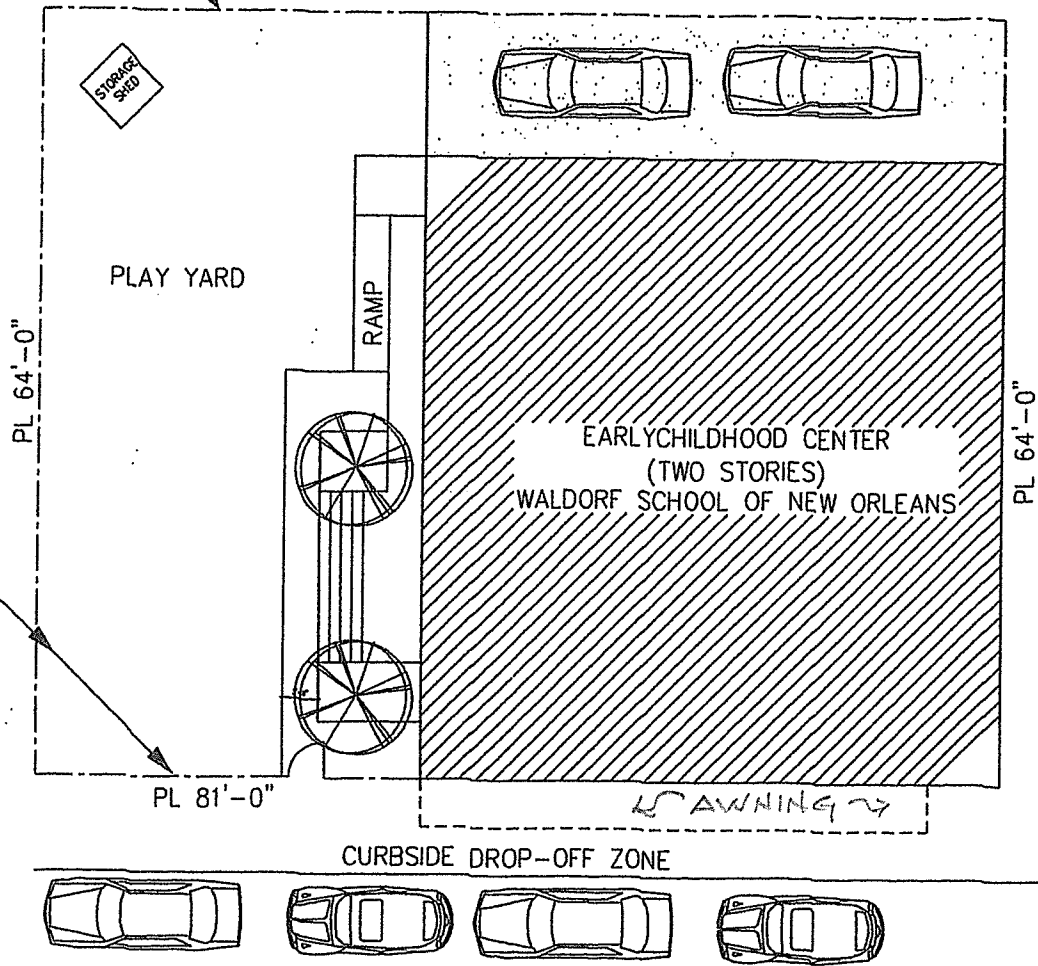 STORAGE
SHED
PLAY YARD
RAMP
PL 64'-0"
EARLYCHILDHOOD CENTER
(TWO STORIES)
WALDORF SCHOOL OF NEW ORLEANS
PL 64'-0"
PL 81'-0"
AWNING
CURBSIDE DROP-OFF ZONE